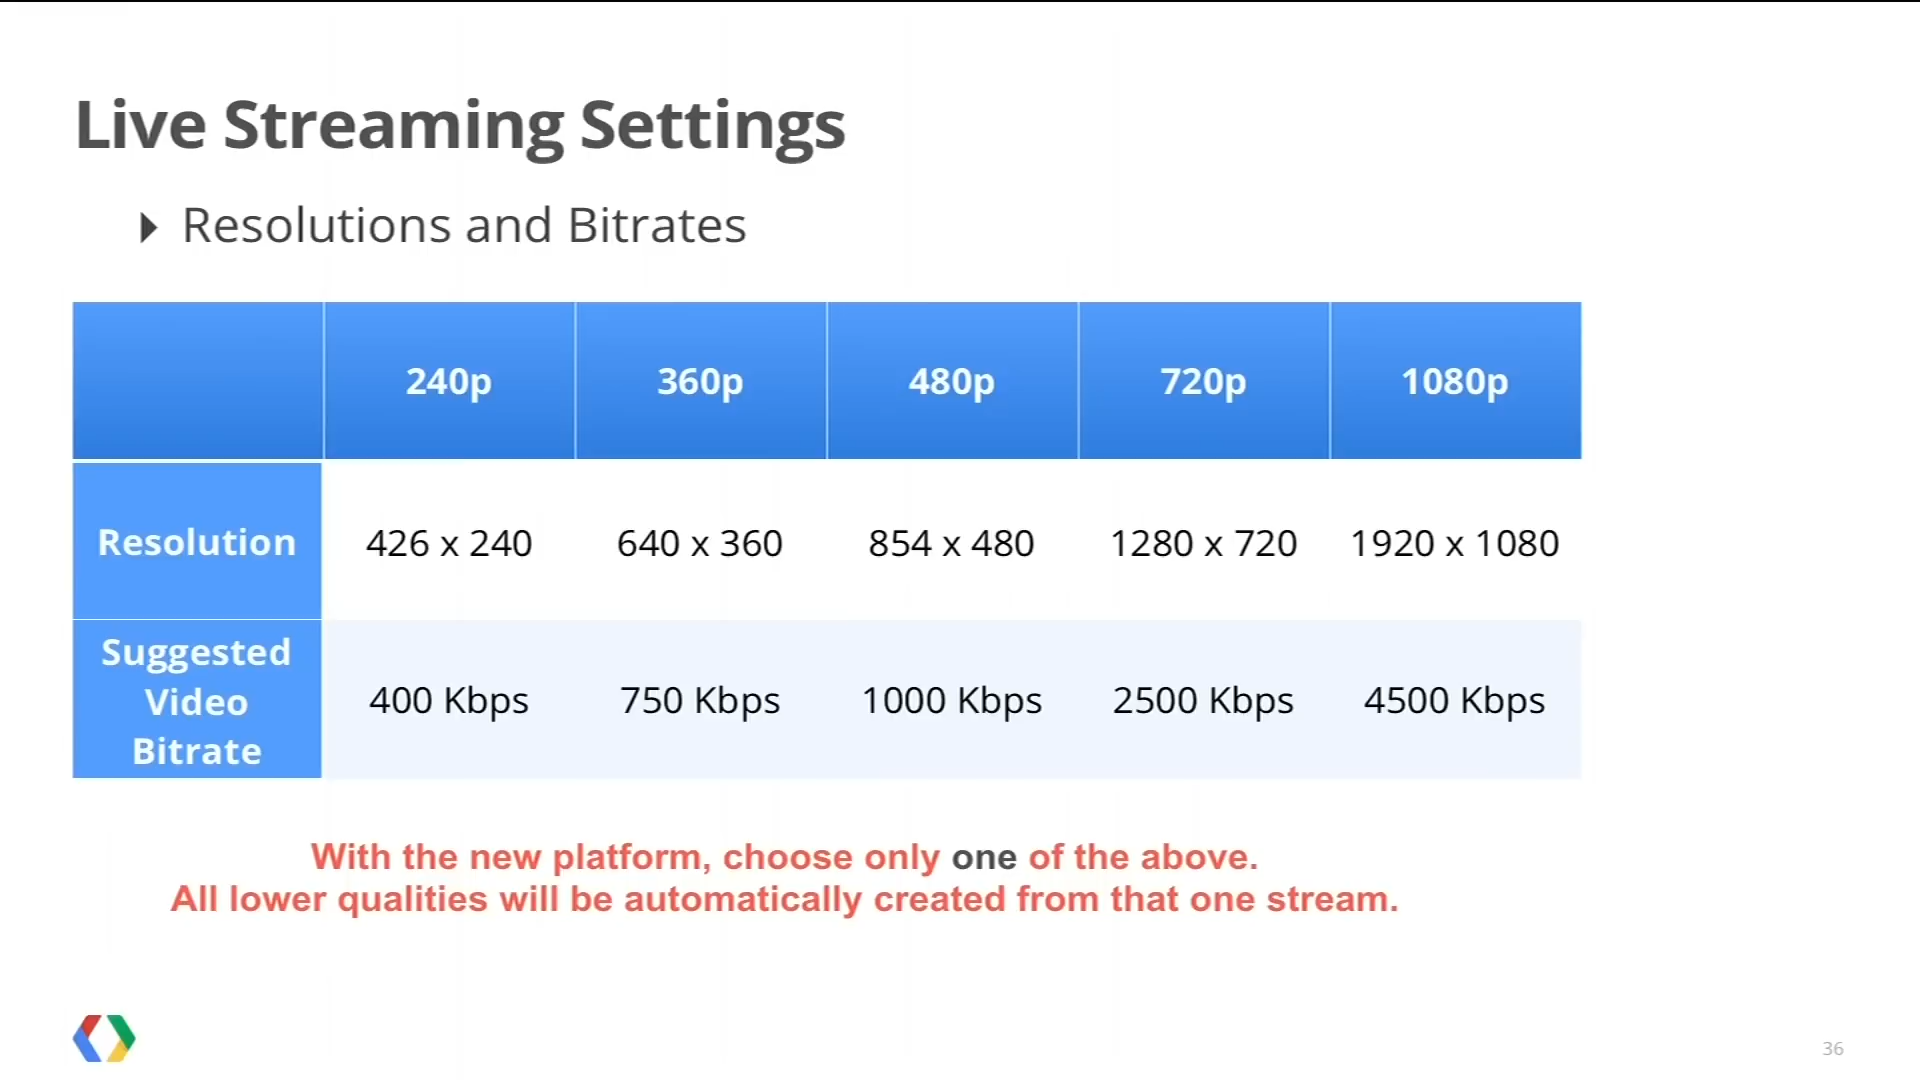 Live Streaming Settings
Resolutions and Bitrates
240p 360p 480p 720p 1080p
Resolution 426 x 240 640 x 360 854 x 480 1280 x 720 1920 x 1080
Suggested
Video
Bitrate
400 Kbps 750 Kbps 1000 Kbps 2500 Kbps 4500 Kbps
With the new platform, choose only one of the above.
All lower qualities will be automatically created from that one stream.
36